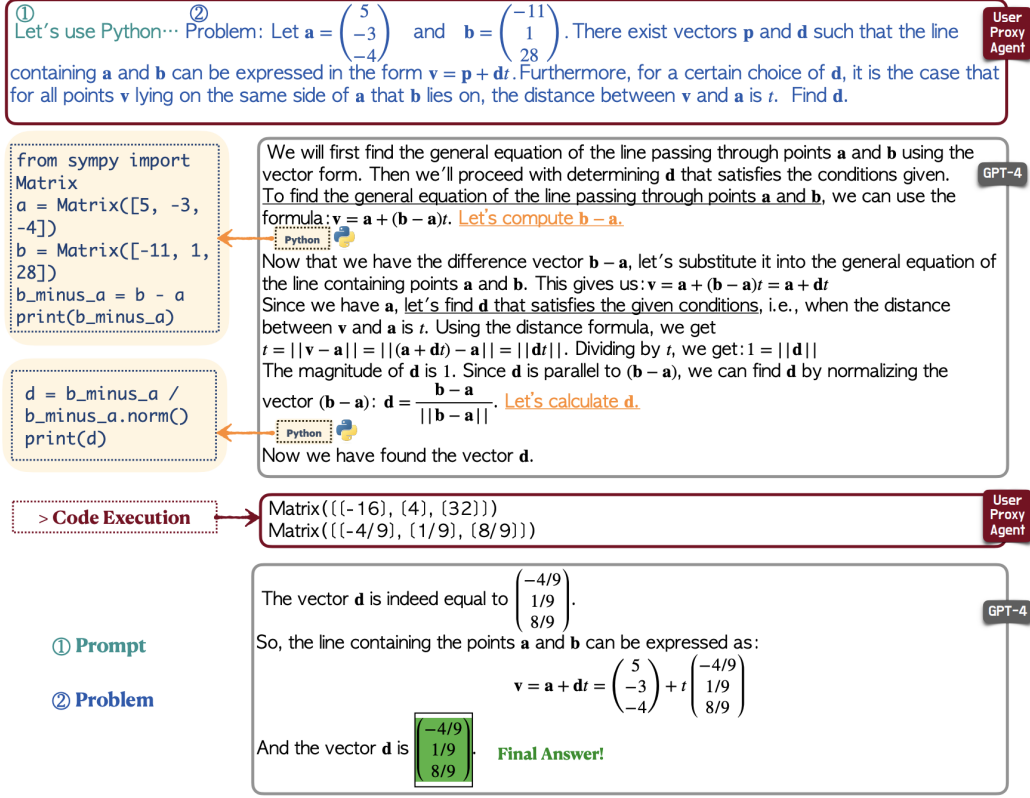 ① ②
Let's use Python··· Problem: Let a = ( 5 −3 −4 ) and b = ( −11 1 28 ). There exist vectors p and d such that the line
containing a and b can be expressed in the form v = p + dt. Furthermore, for a certain choice of d, it is the case that
for all points v lying on the same side of a that b lies on, the distance between v and a is t. Find d.
User
Proxy
Agent
from sympy import
Matrix
a = Matrix([5, -3,
-4])
b = Matrix([-11, 1,
28])
b_minus_a = b - a
print(b_minus_a)
d = b_minus_a /
b_minus_a.norm()
print(d)
We will first find the general equation of the line passing through points a and b using the
vector form. Then we'll proceed with determining d that satisfies the conditions given.
To find the general equation of the line passing through points a and b, we can use the
formula: v = a + (b − a)t. Let's compute b − a.
Python
Now that we have the difference vector b − a, let's substitute it into the general equation of
the line containing points a and b. This gives us: v = a + (b − a)t = a + dt
Since we have a, let's find d that satisfies the given conditions, i.e., when the distance
between v and a is t. Using the distance formula, we get
t = ||v − a|| = ||(a + dt) − a|| = ||dt||. Dividing by t, we get: 1 = ||d||
The magnitude of d is 1. Since d is parallel to (b − a), we can find d by normalizing the
vector (b − a): d = b − a / ||b − a||. Let's calculate d.
Python
Now we have found the vector d.
GPT-4
> Code Execution
Matrix([[-16], [4], [32]])
Matrix([[-4/9], [1/9], [8/9]])
User
Proxy
Agent
The vector d is indeed equal to ( −4/9 1/9 8/9 ).
So, the line containing the points a and b can be expressed as:
v = a + dt = ( 5 −3 −4 ) + t ( −4/9 1/9 8/9 )
And the vector d is ( −4/9 1/9 8/9 ). Final Answer!
GPT-4
① Prompt
② Problem